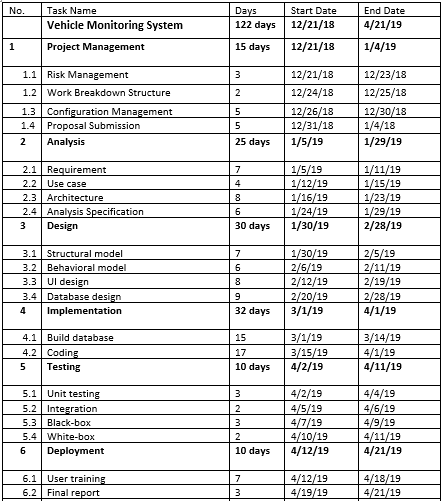 No. Task Name Days Start Date End Date
Vehicle Monitoring System 122 days 12/21/18 4/21/19
1 Project Management 15 days 12/21/18 1/4/19
1.1 Risk Management 3 12/21/18 12/23/18
1.2 Work Breakdown Structure 2 12/24/18 12/25/18
1.3 Configuration Management 5 12/26/18 12/30/18
1.4 Proposal Submission 5 12/31/18 1/4/18
2 Analysis 25 days 1/5/19 1/29/19
2.1 Requirement 7 1/5/19 1/11/19
2.2 Use case 4 1/12/19 1/15/19
2.3 Architecture 8 1/16/19 1/23/19
2.4 Analysis Specification 6 1/24/19 1/29/19
3 Design 30 days 1/30/19 2/28/19
3.1 Structural model 7 1/30/19 2/5/19
3.2 Behavioral model 6 2/6/19 2/11/19
3.3 UI design 8 2/12/19 2/19/19
3.4 Database design 9 2/20/19 2/28/19
4 Implementation 32 days 3/1/19 4/1/19
4.1 Build database 15 3/1/19 3/14/19
4.2 Coding 17 3/15/19 4/1/19
5 Testing 10 days 4/2/19 4/11/19
5.1 Unit testing 3 4/2/19 4/4/19
5.2 Integration 2 4/5/19 4/6/19
5.3 Black-box 3 4/7/19 4/9/19
5.4 White-box 2 4/10/19 4/11/19
6 Deployment 10 days 4/12/19 4/21/19
6.1 User training 7 4/12/19 4/18/19
6.2 Final report 3 4/19/19 4/21/19